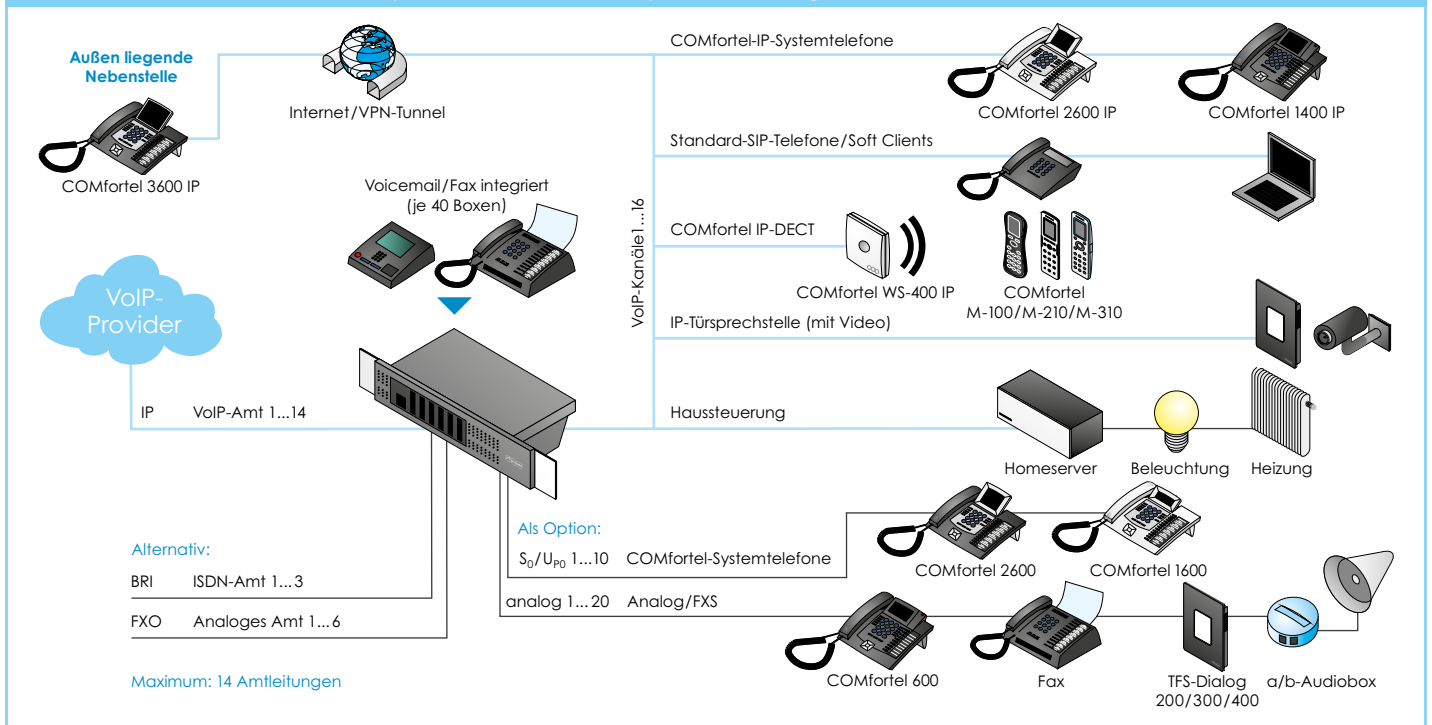 Außen liegende
Nebenstelle
COMfortel 3600 IP
Internet/VPN-Tunnel
COMfortel-IP-Systemtelefone
COMfortel 2600 IP
COMfortel 1400 IP
Standard-SIP-Telefone/Soft Clients
Voicemail/Fax integriert
(je 40 Boxen)
VoIP-Kanäle1...16
COMfortel IP-DECT
COMfortel WS-400 IP
COMfortel
M-100/M-210/M-310
VoIP-
Provider
IP-Türsprechstelle (mit Video)
IP VoIP-Amt 1...14
Haussteuerung
Homeserver
Beleuchtung
Heizung
Als Option:
S₀/UP0 1...10 COMfortel-Systemtelefone
COMfortel 2600
COMfortel 1600
Alternativ:
BRI ISDN-Amt 1...3
FXO Analoges Amt 1...6
analog 1...20 Analog/FXS
COMfortel 600
Fax
TFS-Dialog
200/300/400
a/b-Audiobox
Maximum: 14 Amtleitungen